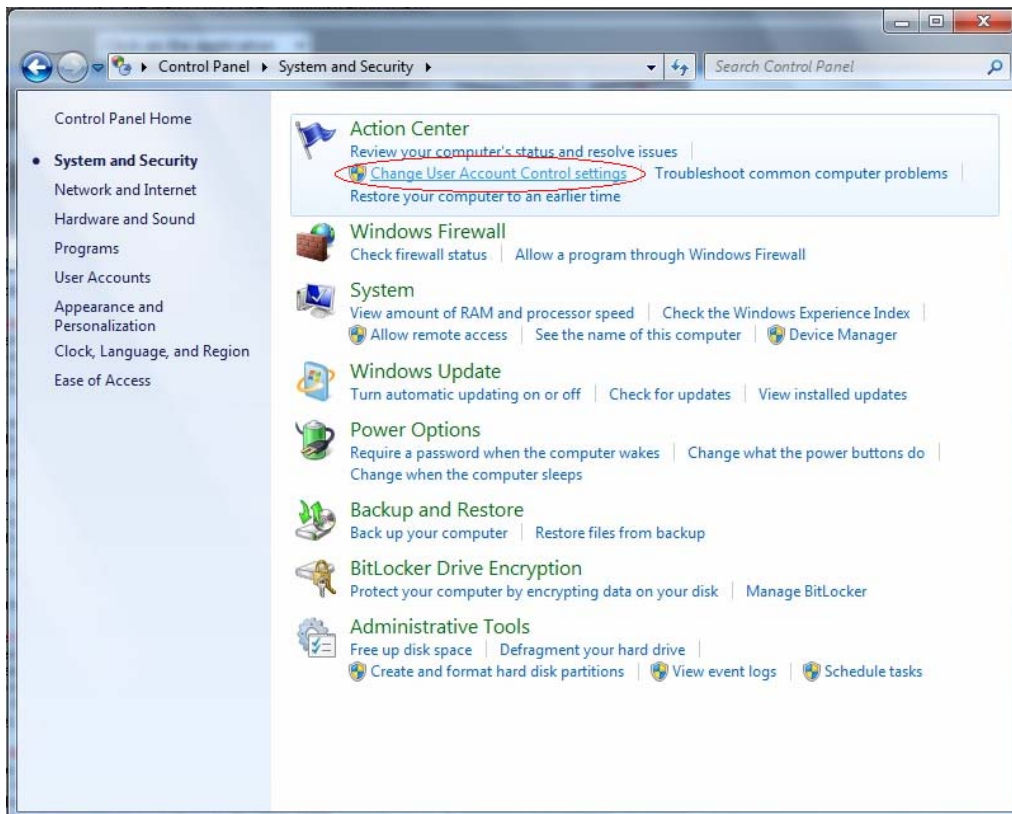 Control Panel System and Security
Search Control Panel
Control Panel Home
System and Security
Network and Internet
Hardware and Sound
Programs
User Accounts
Appearance and
Personalization
Clock, Language, and Region
Ease of Access
Action Center
Review your computer's status and resolve issues
Change User Account Control settings Troubleshoot common computer problems
Restore your computer to an earlier time
Windows Firewall
Check firewall status Allow a program through Windows Firewall
System
View amount of RAM and processor speed Check the Windows Experience Index
Allow remote access See the name of this computer Device Manager
Windows Update
Turn automatic updating on or off Check for updates View installed updates
Power Options
Require a password when the computer wakes Change what the power buttons do
Change when the computer sleeps
Backup and Restore
Back up your computer Restore files from backup
BitLocker Drive Encryption
Protect your computer by encrypting data on your disk Manage BitLocker
Administrative Tools
Free up disk space Defragment your hard drive
Create and format hard disk partitions View event logs Schedule tasks